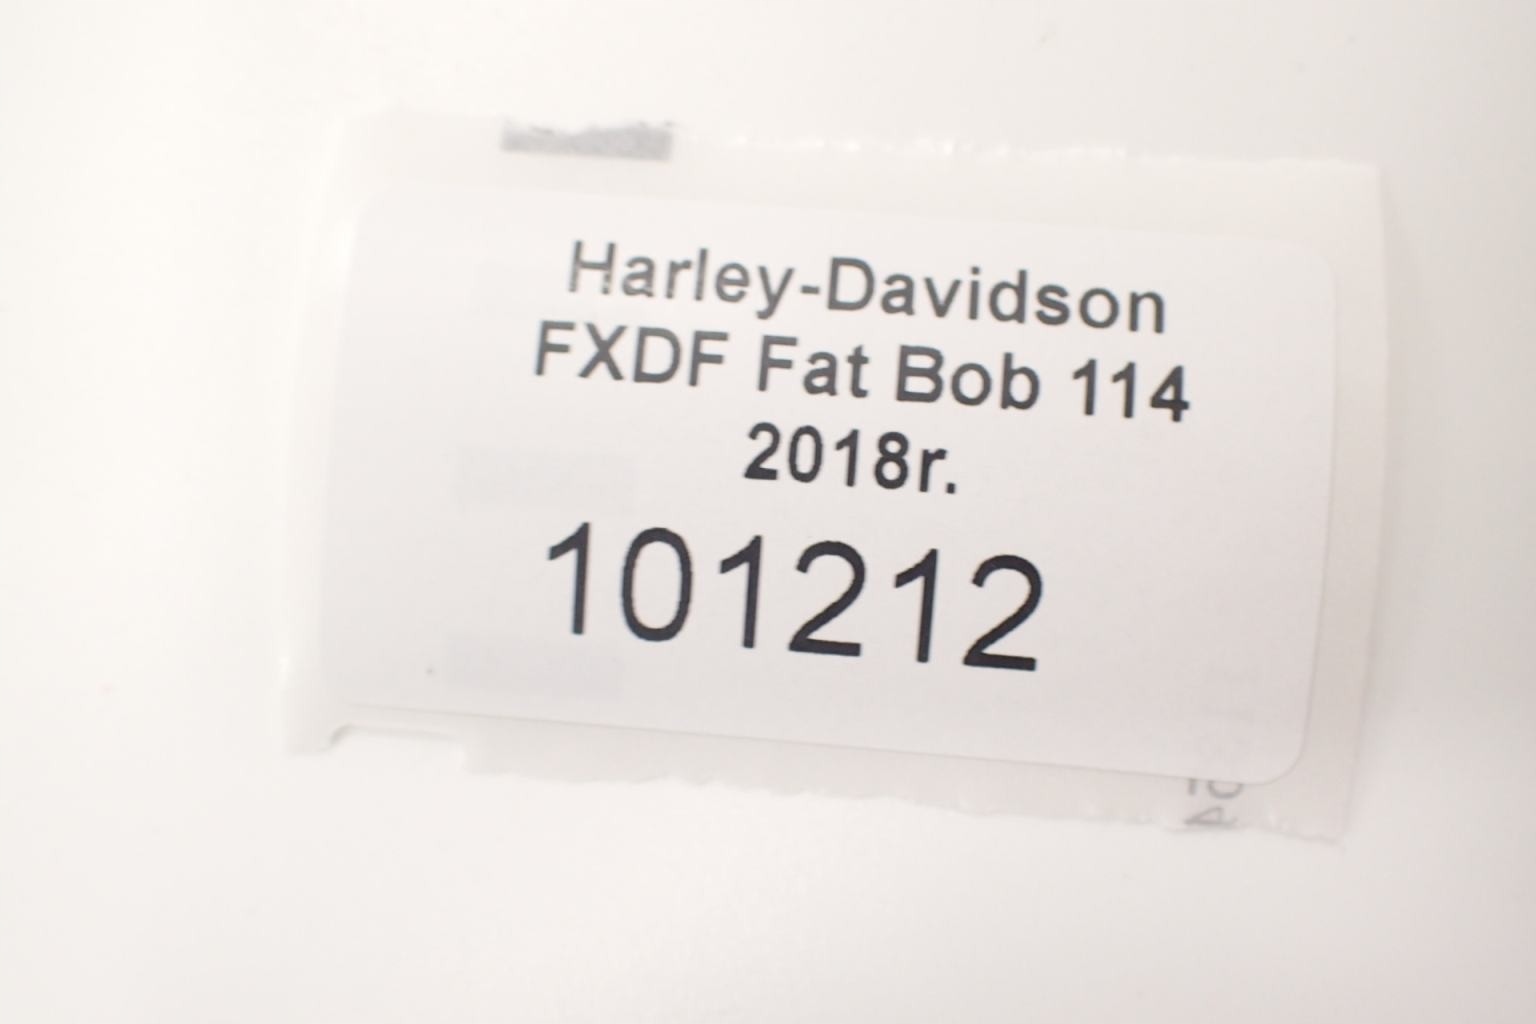 Harley-Davidson
FXDF Fat Bob 114
2018r.
101212